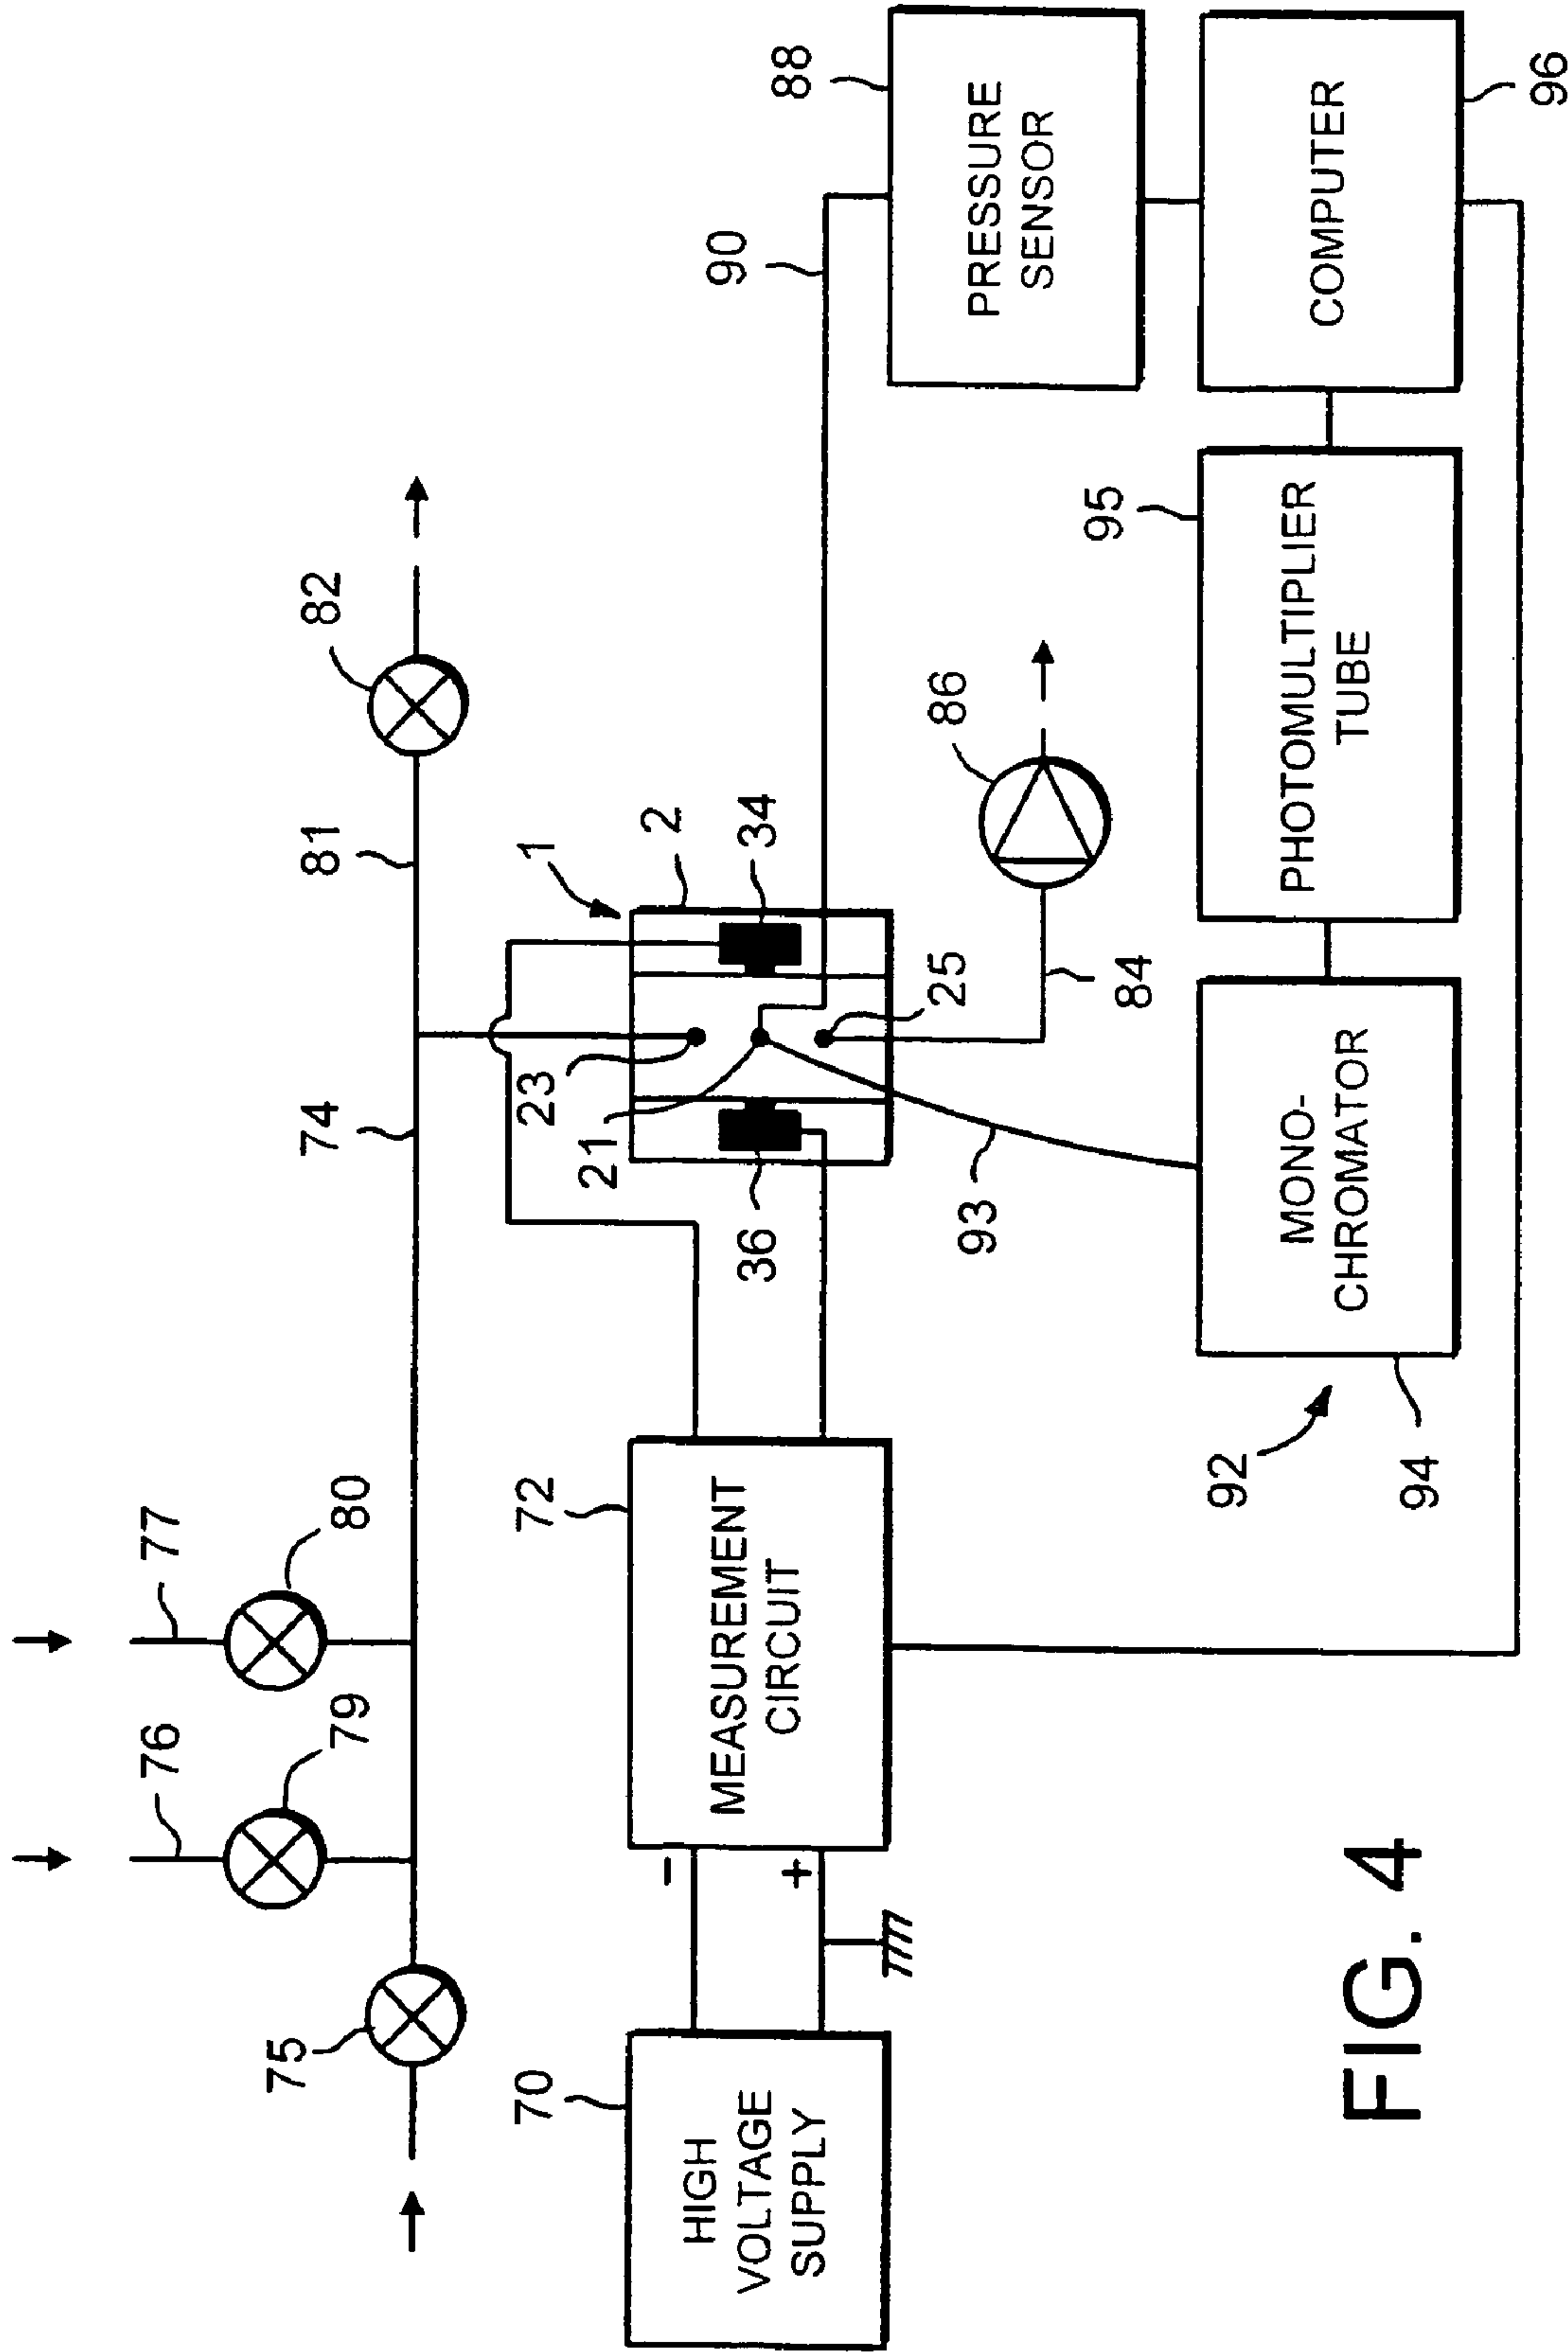 77
76
80
79
75
74
81
82
1
2
23
21
34
36
25
70
HIGH
VOLTAGE
SUPPLY
−
+
72
MEASUREMENT
CIRCUIT
84
86
90
88
PRESSURE
SENSOR
93
92
94
MONO-
CHROMATOR
95
PHOTOMULTIPLIER
TUBE
COMPUTER
96
FIG. 4